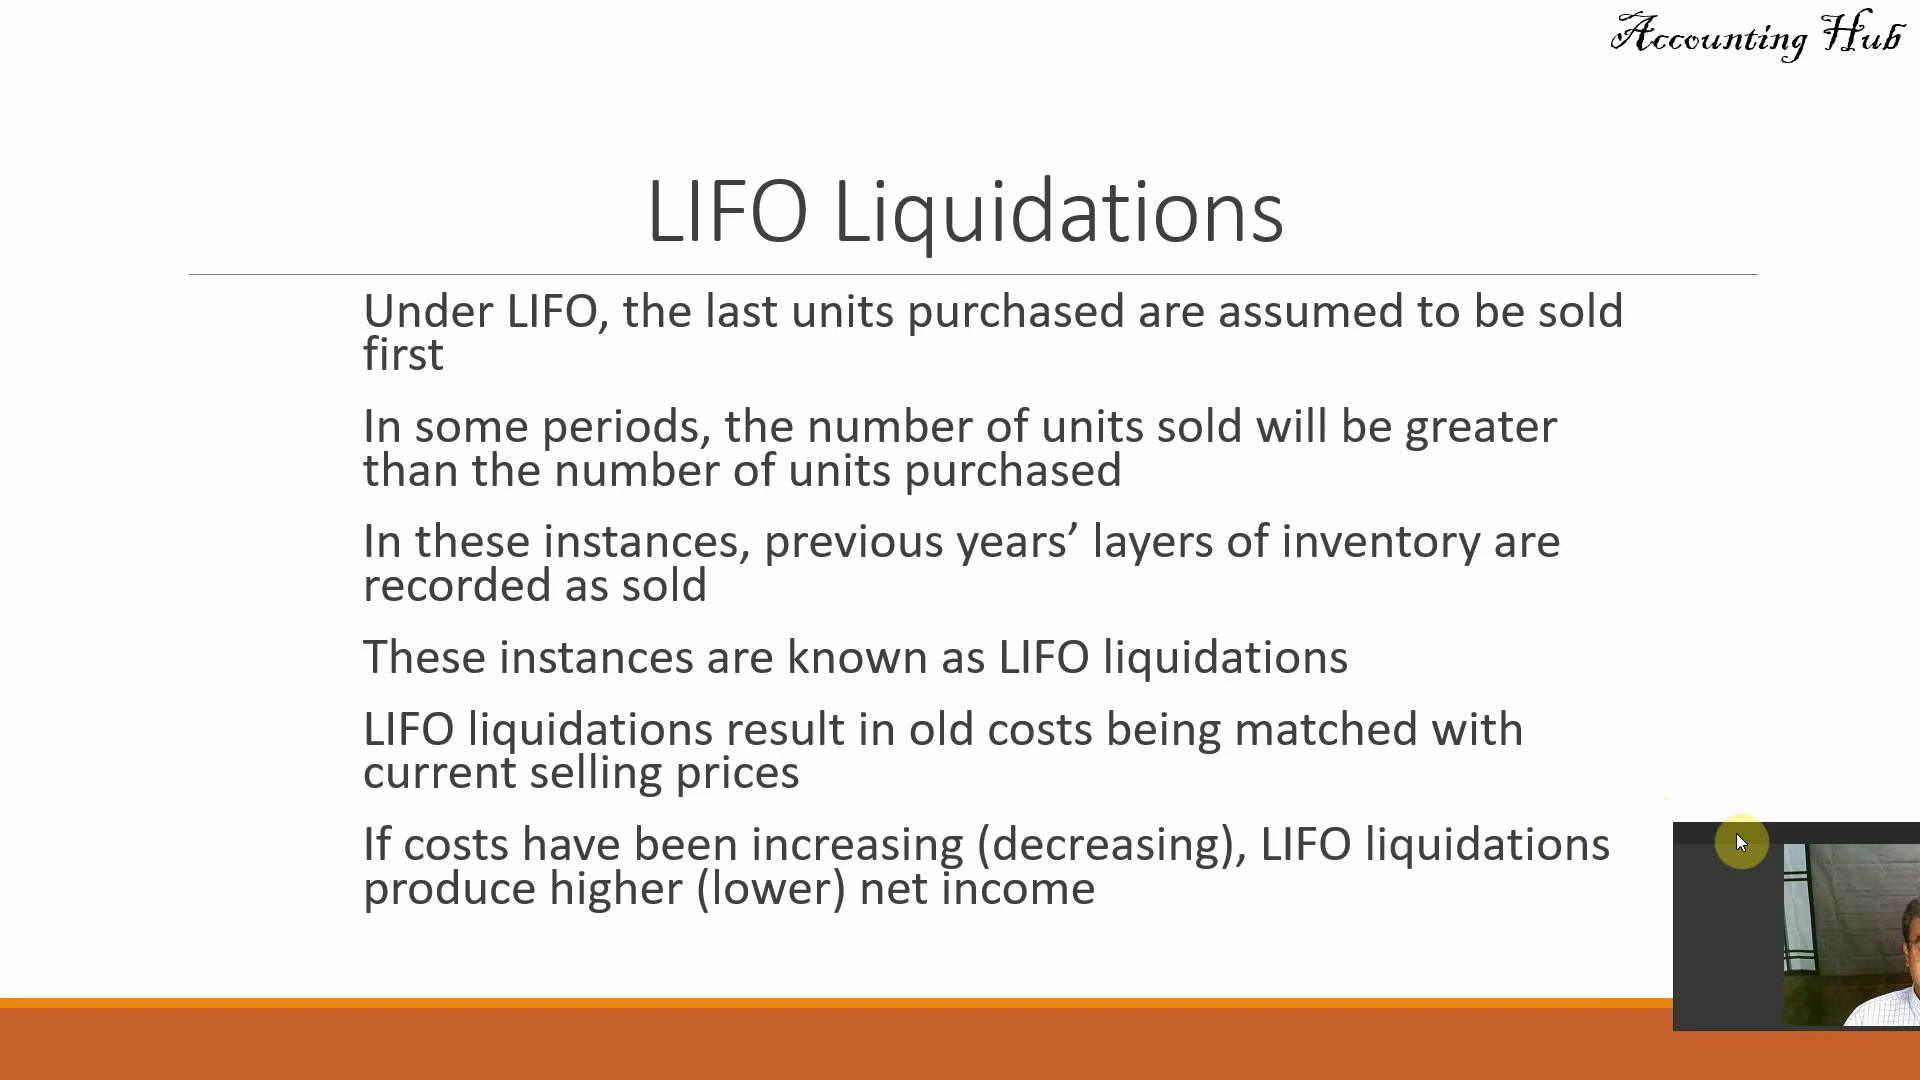 Accounting Hub
LIFO Liquidations
Under LIFO, the last units purchased are assumed to be sold
first
In some periods, the number of units sold will be greater
than the number of units purchased
In these instances, previous years’ layers of inventory are
recorded as sold
These instances are known as LIFO liquidations
LIFO liquidations result in old costs being matched with
current selling prices
If costs have been increasing (decreasing), LIFO liquidations
produce higher (lower) net income